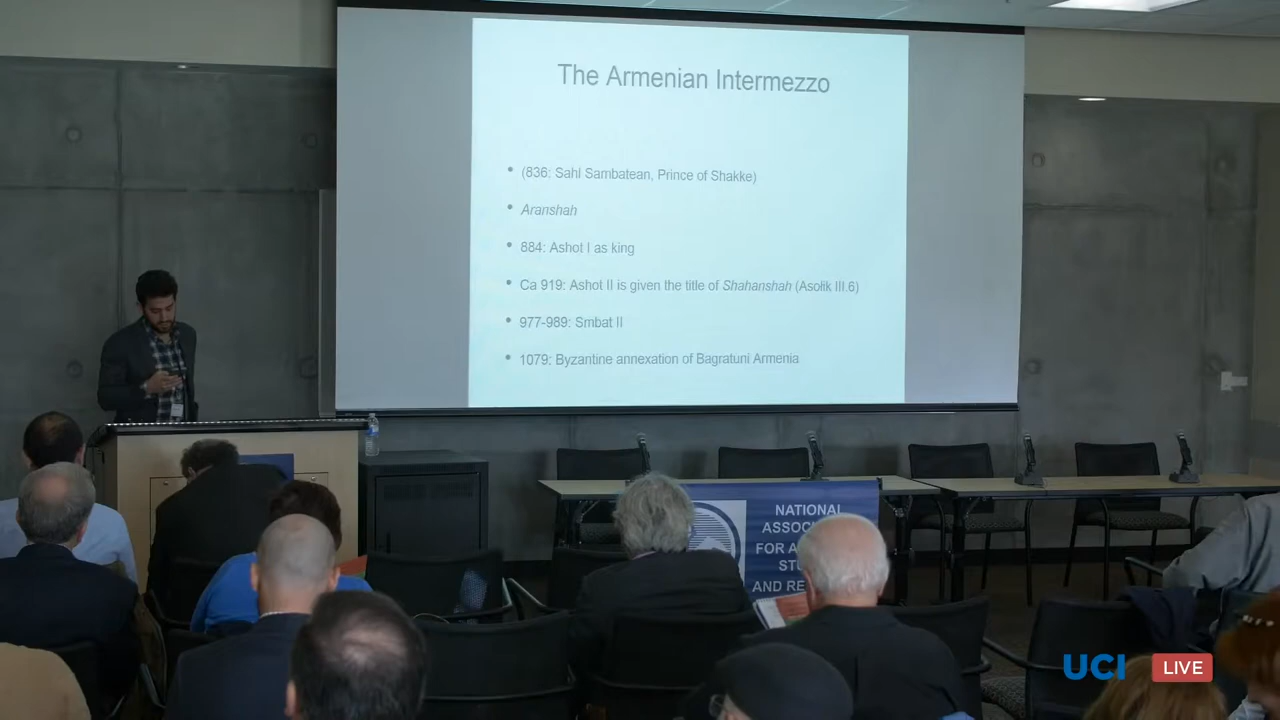 The Armenian Intermezzo
• (836: Sahl Sambatean, Prince of Shakke)
• Aranshah
• 884: Ashot I as king
• Ca 919: Ashot II is given the title of Shahanshah (Asołik III.6)
• 977-989: Smbat II
• 1079: Byzantine annexation of Bagratuni Armenia
NATIONAL
ASSOC
FOR A
STU
AND RE
UCI LIVE